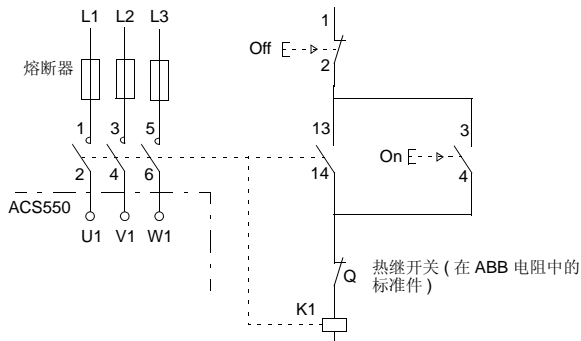 L1 L2 L3
1
Off
2
熔断器
1 3 5
13
3
On
2 4 6
14
4
ACS550
U1 V1 W1
Q
热继开关 ( 在 ABB 电阻中的
标准件 )
K1